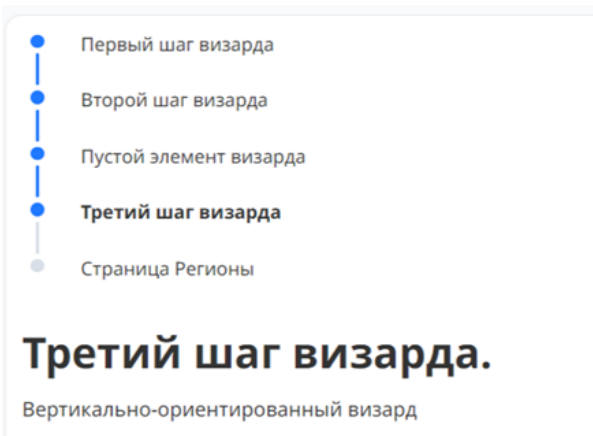 Первый шаг визарда
Второй шаг визарда
Пустой элемент визарда
Третий шаг визарда
Страница Регионы
Третий шаг визарда.
Вертикально-ориентированный визард